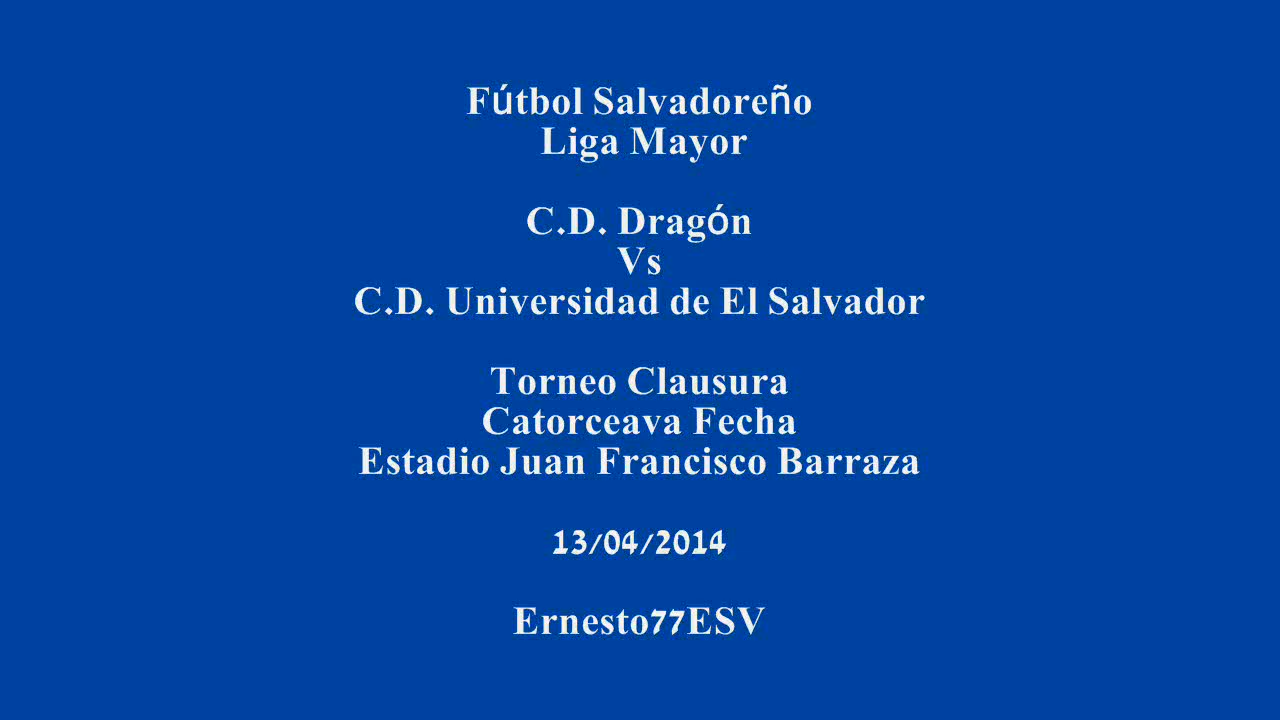 Fútbol Salvadoreño
Liga Mayor
C.D. Dragón
Vs
C.D. Universidad de El Salvador
Torneo Clausura
Catorceava Fecha
Estadio Juan Francisco Barraza
13/04/2014
Ernesto77ESV